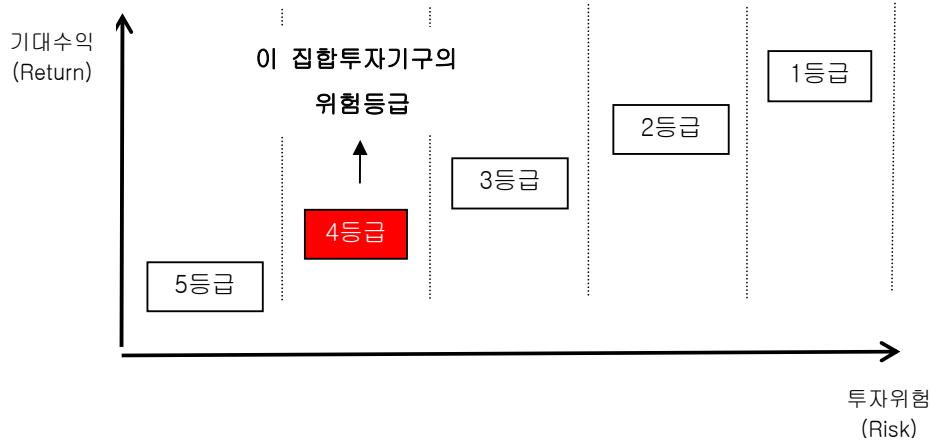 기대수익
(Return)
이 집합투자기구의
위험등급
1등급
2등급
3등급
4등급
5등급
투자위험
(Risk)